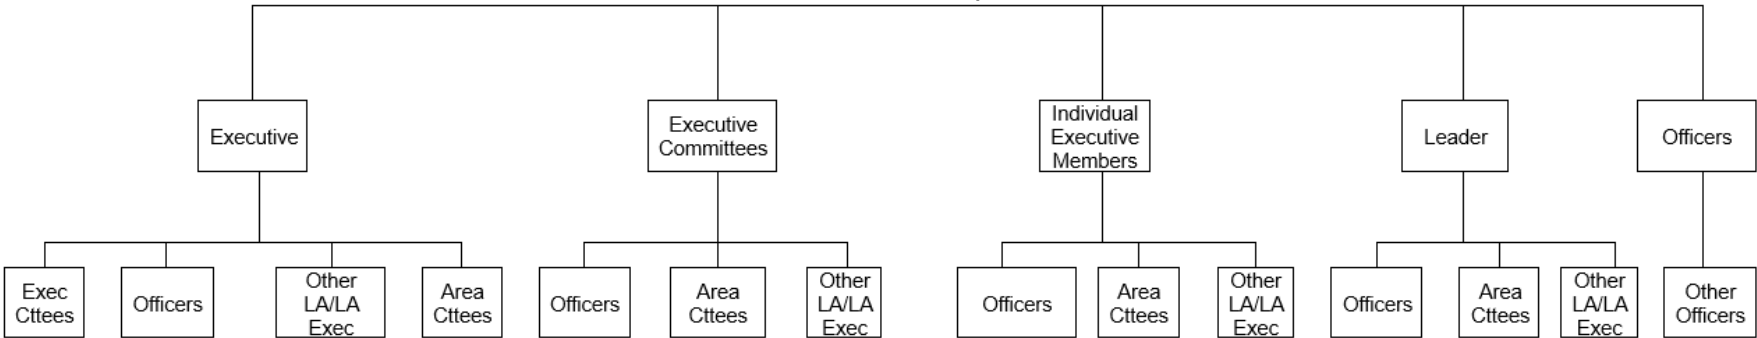 Executive
Executive
Committees
Individual
Executive
Members
Leader
Officers
Exec
Cttees
Officers
Other
LA/LA
Exec
Area
Cttees
Officers
Area
Cttees
Other
LA/LA
Exec
Officers
Area
Cttees
Other
LA/LA
Exec
Officers
Area
Cttees
Other
LA/LA
Exec
Other
Officers